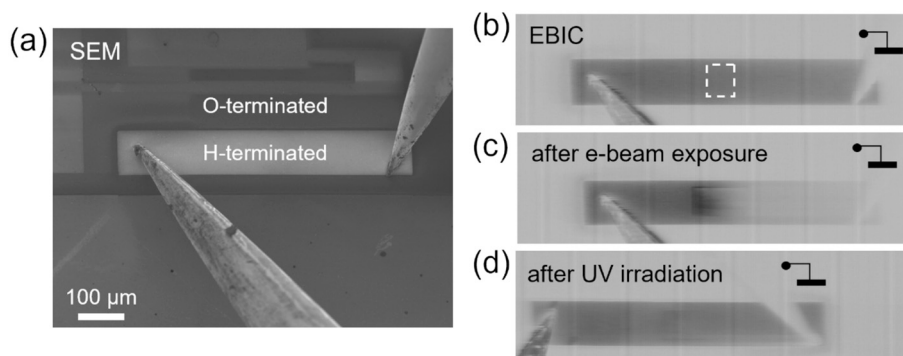 (a)
SEM
O-terminated
H-terminated
100 µm
(b)
EBIC
(c)
after e-beam exposure
(d)
after UV irradiation